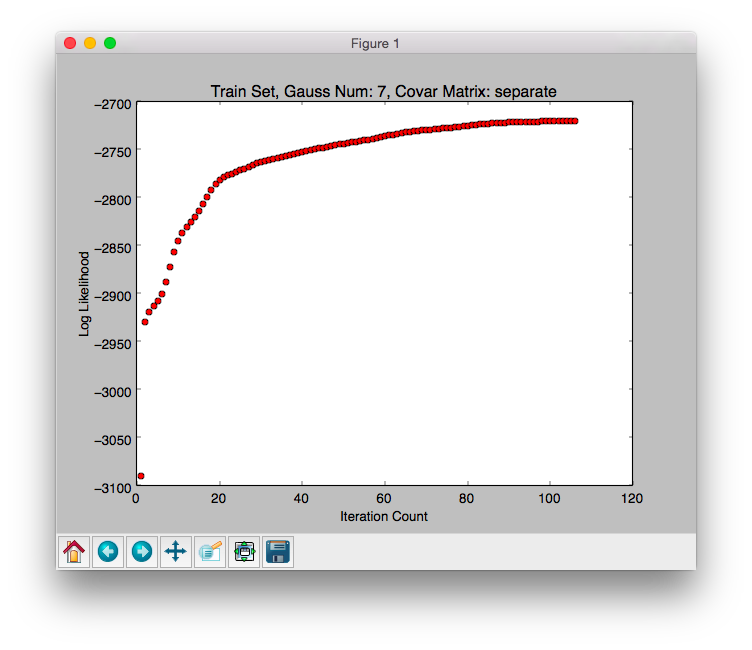 Figure 1
Train Set, Gauss Num: 7, Covar Matrix: separate
−2700
−2750
−2800
−2850
−2900
−2950
−3000
−3050
−3100
Log Likelihood
0 20 40 60 80 100 120
Iteration Count